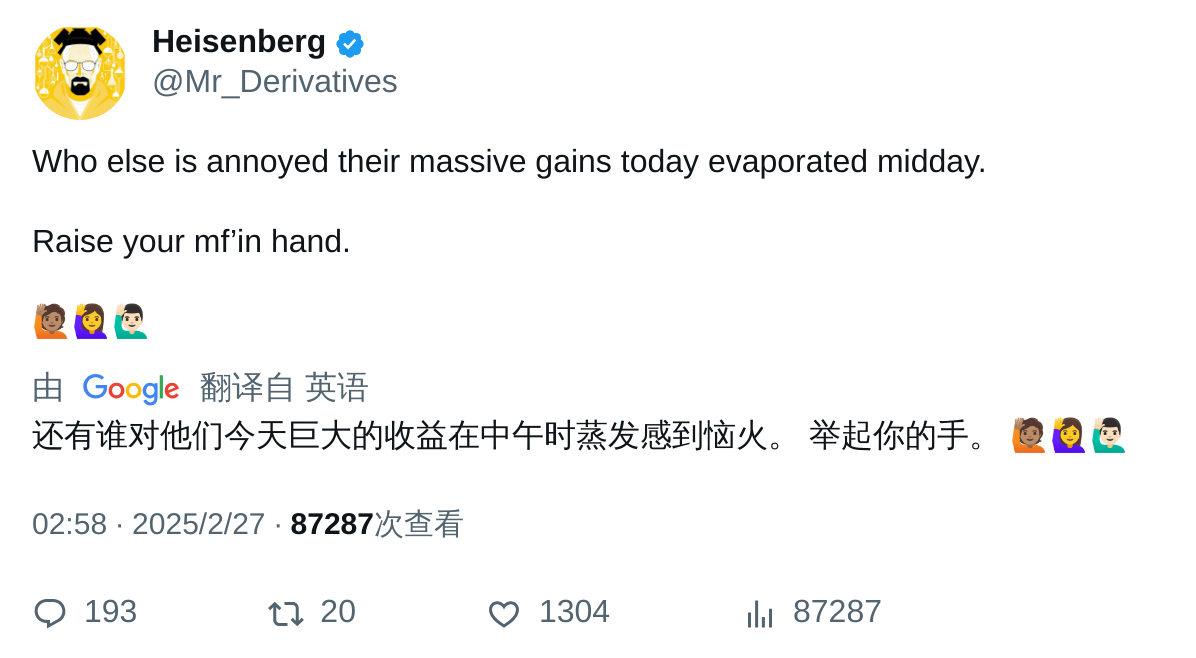 Heisenberg
@Mr_Derivatives
Who else is annoyed their massive gains today evaporated midday.
Raise your mf’in hand.
🙋🏽🙋‍♀️🙋🏻‍♂️
由 Google 翻译自 英语
还有谁对他们今天巨大的收益在中午时蒸发感到恼火。 举起你的手。 🙋🏽🙋‍♀️🙋🏻‍♂️
02:58 · 2025/2/27 · 87287次查看
193 20 1304 87287